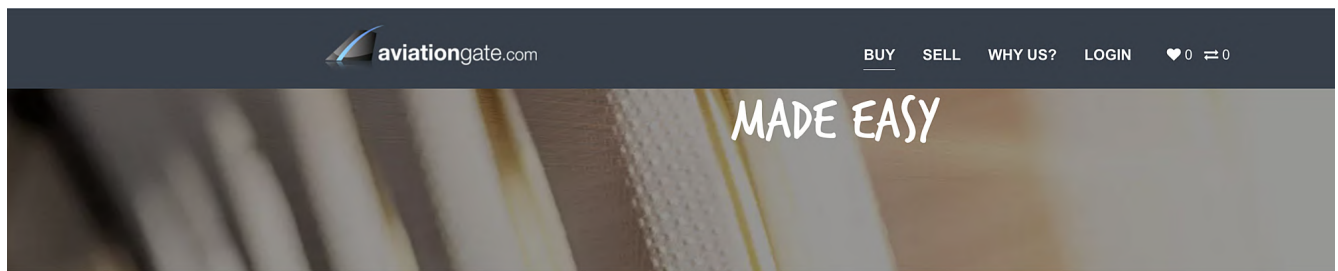 aviationgate.com
BUY SELL WHY US? LOGIN 0 0
MADE EASY